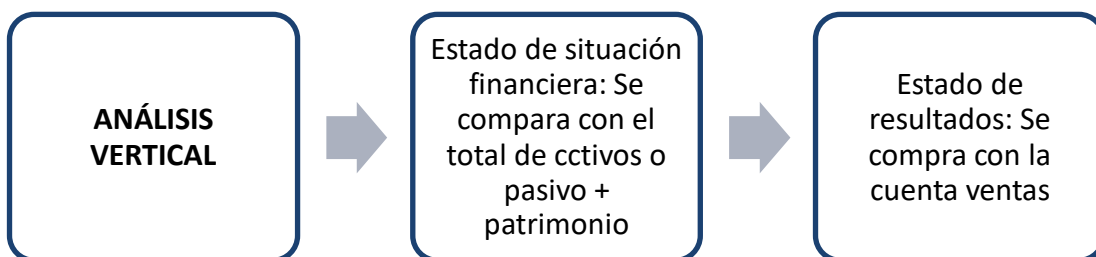 ANÁLISIS
VERTICAL
Estado de situación
financiera: Se
compara con el
total de cctivos o
pasivo +
patrimonio
Estado de
resultados: Se
compra con la
cuenta ventas